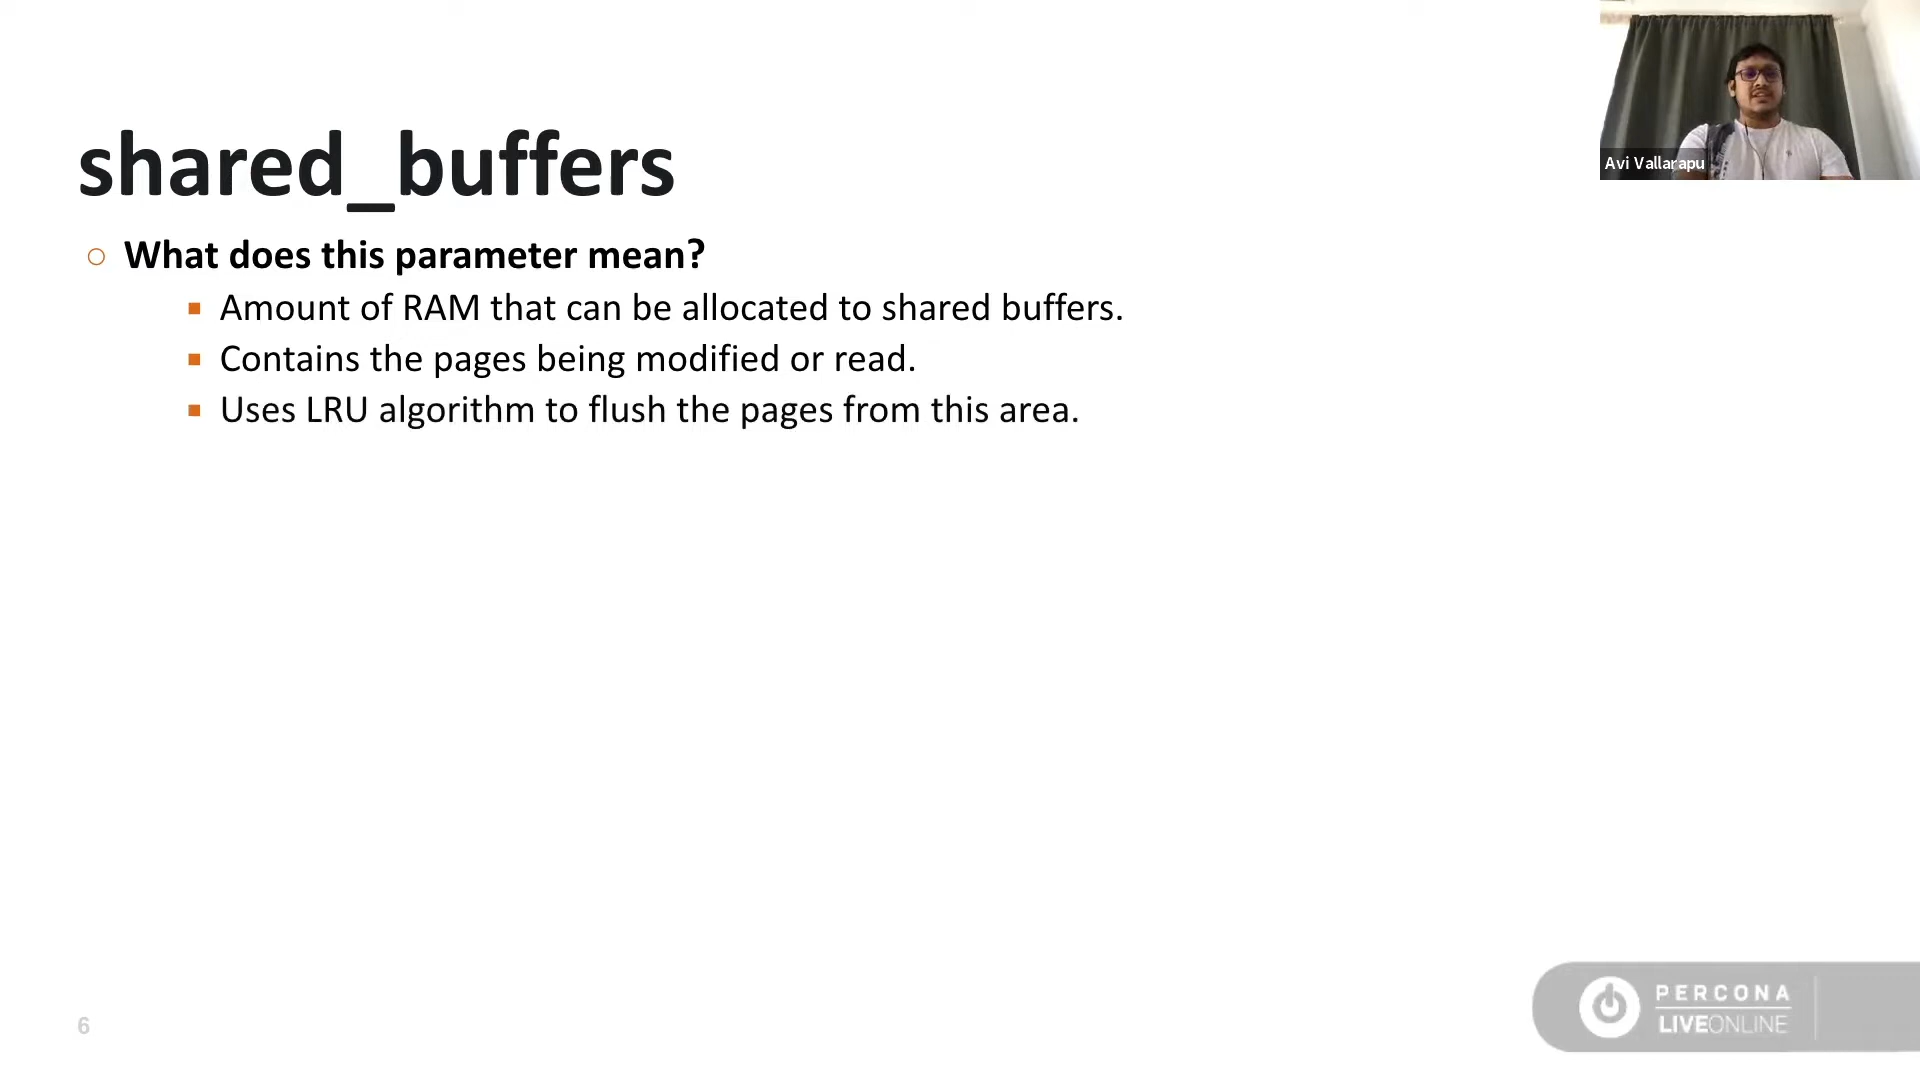 Avi Vallarapu
shared_buffers
What does this parameter mean?
Amount of RAM that can be allocated to shared buffers.
Contains the pages being modified or read.
Uses LRU algorithm to flush the pages from this area.
6
PERCONA
LIVEONLINE